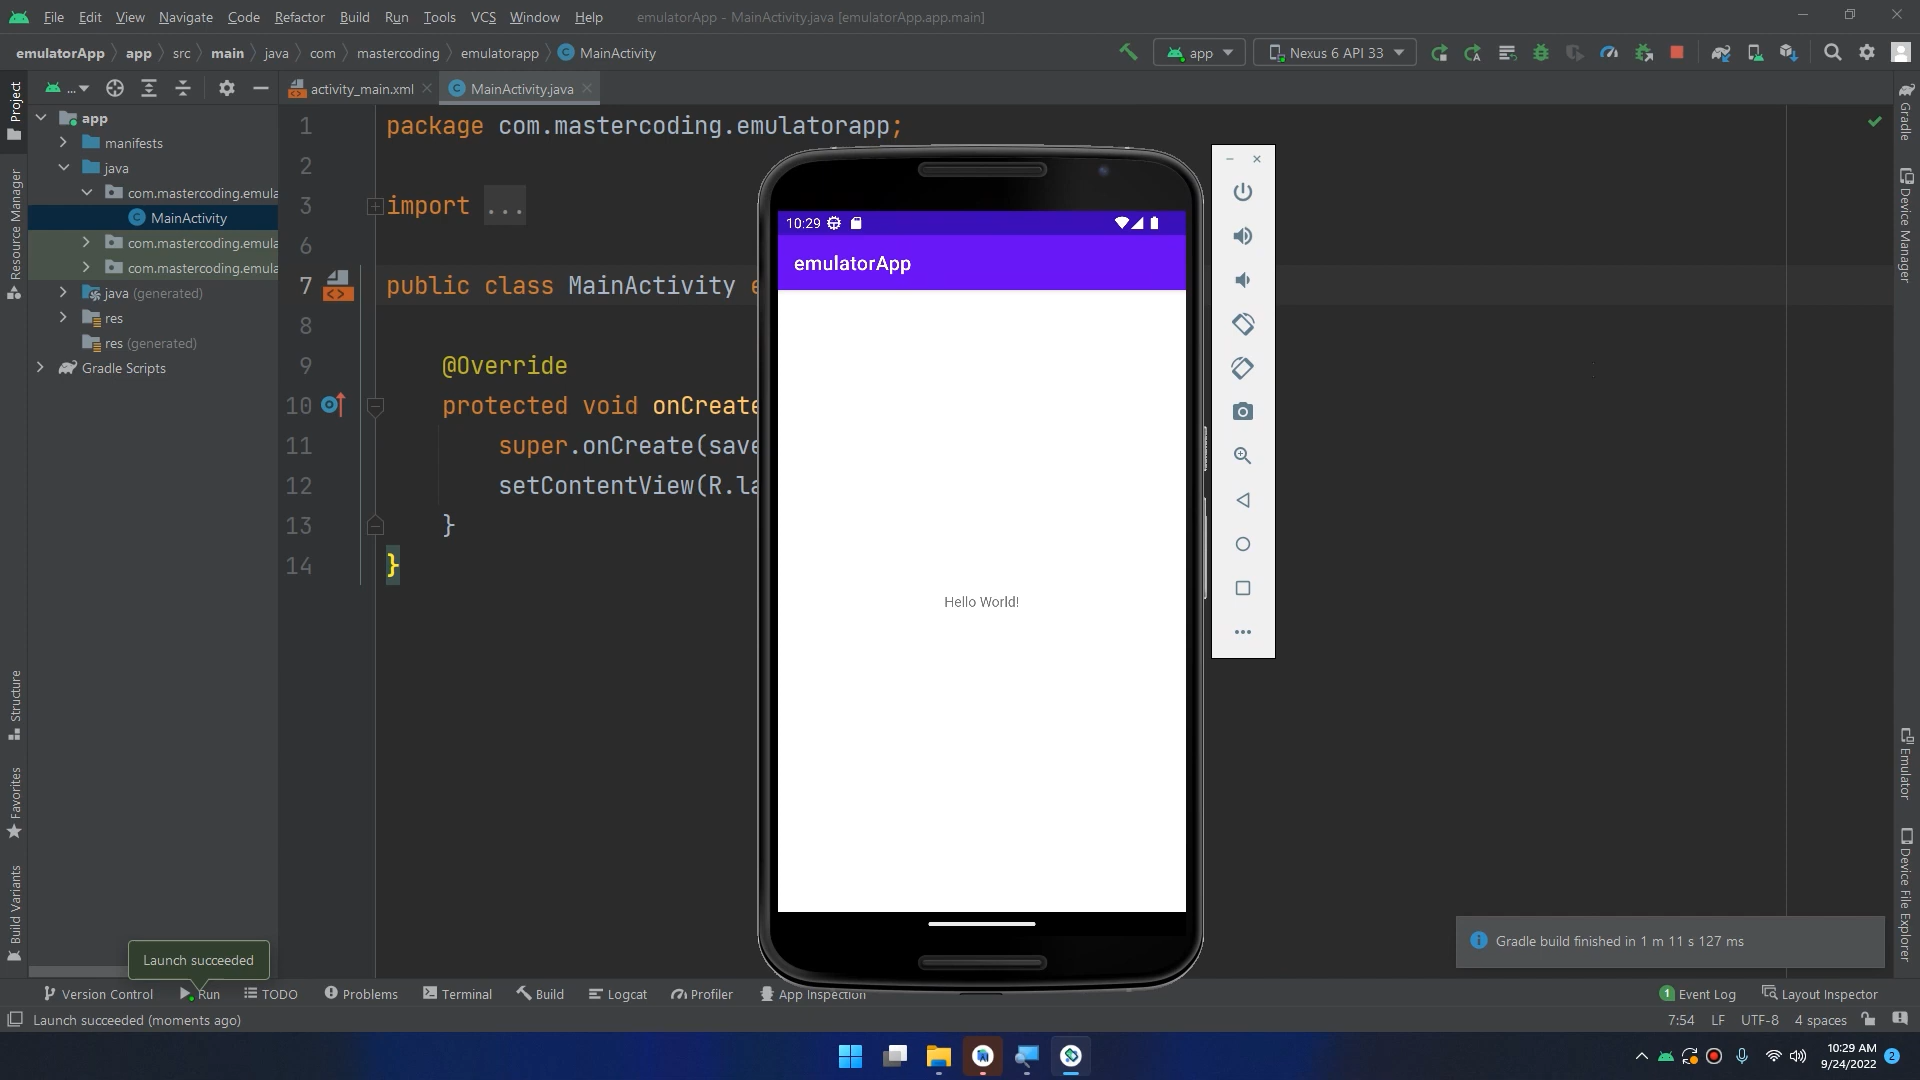 File Edit View Navigate Code Refactor Build Run Tools VCS Window Help emulatorApp - MainActivity.java [emulatorApp.app.main]
emulatorApp app src main java com mastercoding emulatorapp MainActivity app Nexus 6 API 33
... activity_main.xml MainActivity.java
Project
Resource Manager
Structure
Favorites
Build Variants
app
manifests
java
com.mastercoding.emula
MainActivity
com.mastercoding.emula
com.mastercoding.emula
java (generated)
res
res (generated)
Gradle Scripts
1 package com.mastercoding.emulatorapp;
2
3 import ...
6
7 public class MainActivity e
8
9 @Override
10 protected void onCreate
11 super.onCreate(save
12 setContentView(R.la
13 }
14 }
10:29
emulatorApp
Hello World!
Gradle
Device Manager
Emulator
Device File Explorer
Launch succeeded
Gradle build finished in 1 m 11 s 127 ms
Version Control Run TODO Problems Terminal Build Logcat Profiler App Inspection 1 Event Log Layout Inspector
Launch succeeded (moments ago) 7:54 LF UTF-8 4 spaces
10:29 AM
9/24/2022 2